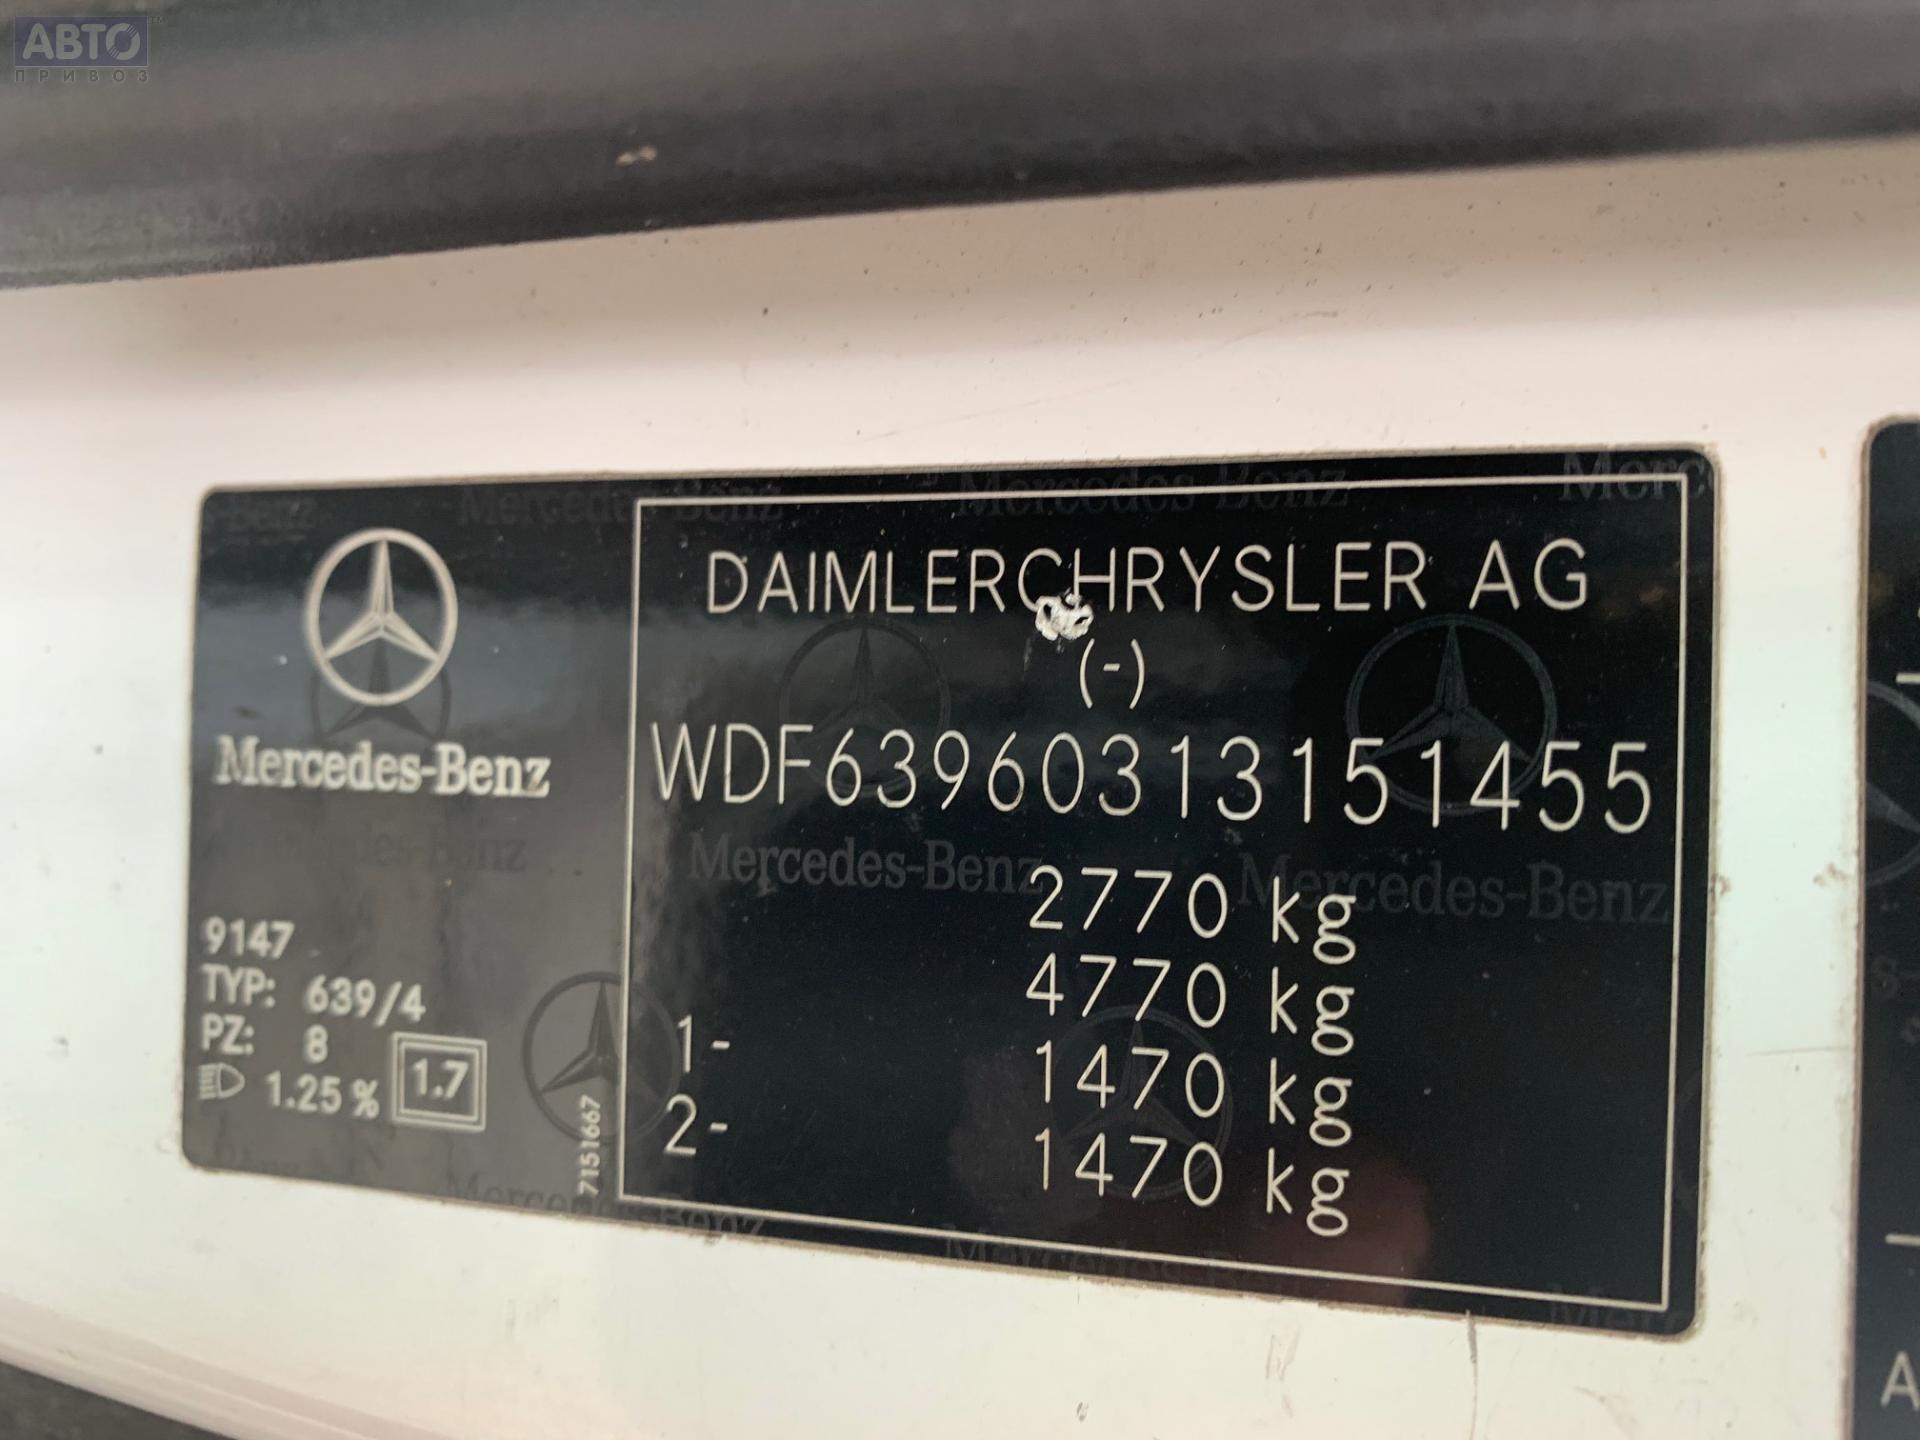 АВТО
ПРИВОЗ
Mercedes-Benz
9147
TYP: 639/4
PZ: 8
1.25 % 1.7
7151667
DAIMLERCHRYSLER AG
(-)
WDF63960313151455
2770 kg
4770 kg
1- 1470 kg
2- 1470 kg
A